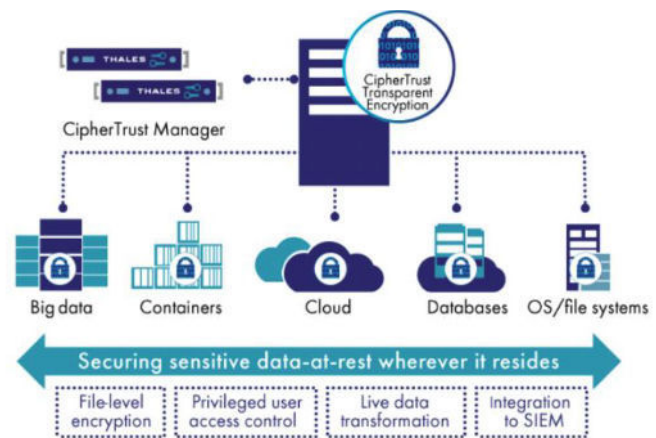 THALES
THALES
CipherTrust Manager
CipherTrust
Transparent
Encryption
Big data
Containers
Cloud
Databases
OS/file systems
Securing sensitive data-at-rest wherever it resides
File-level
encryption
Privileged user
access control
Live data
transformation
Integration
to SIEM